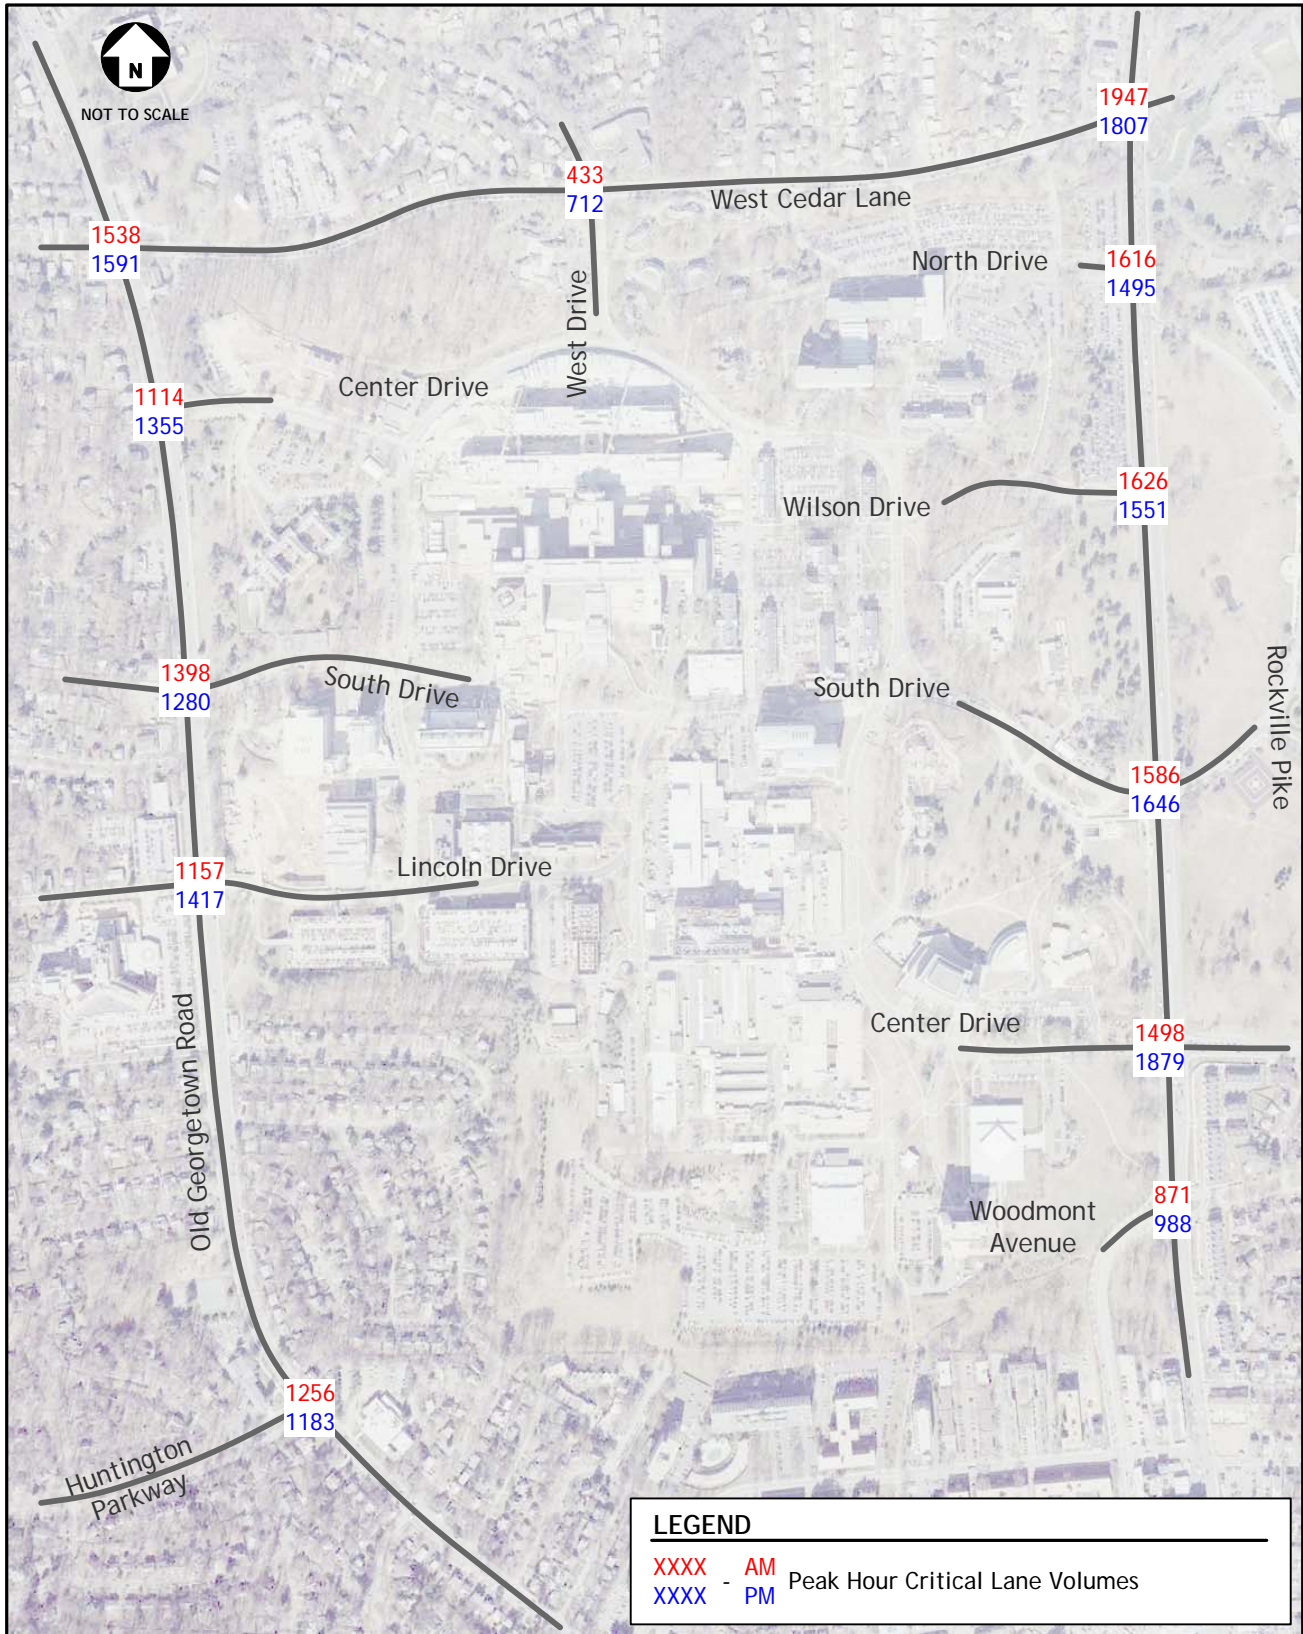 N
NOT TO SCALE
1947
1807
433
712
West Cedar Lane
1538
1591
North Drive
1616
1495
West Drive
Center Drive
1114
1355
Wilson Drive
1626
1551
1398
1280
South Drive
South Drive
Rockville Pike
1586
1646
1157
1417
Lincoln Drive
Old Georgetown Road
Center Drive
1498
1879
Woodmont
Avenue
871
988
1256
1183
Huntington
Parkway
LEGEND
XXXX - AM Peak Hour Critical Lane Volumes
XXXX PM